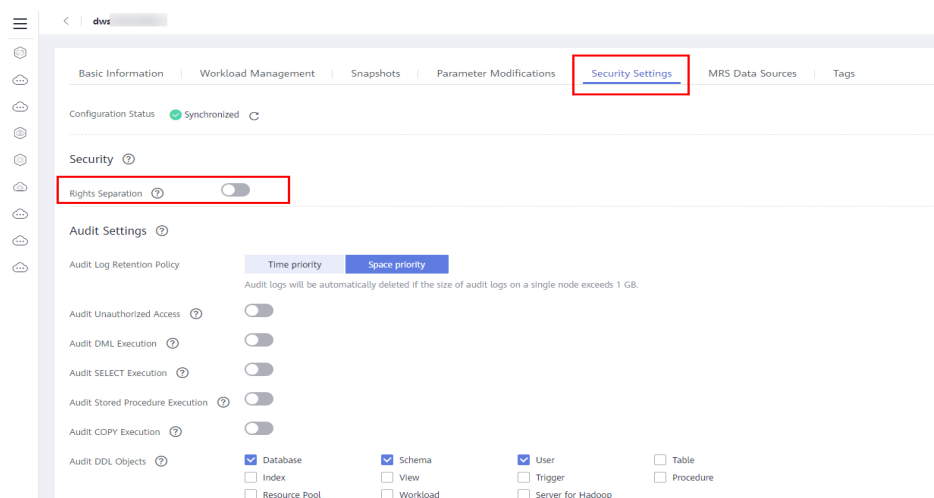 dws
Basic Information Workload Management Snapshots Parameter Modifications Security Settings MRS Data Sources Tags
Configuration Status Synchronized
Security ?
Rights Separation ?
Audit Settings ?
Audit Log Retention Policy Time priority Space priority
Audit logs will be automatically deleted if the size of audit logs on a single node exceeds 1 GB.
Audit Unauthorized Access ?
Audit DML Execution ?
Audit SELECT Execution ?
Audit Stored Procedure Execution ?
Audit COPY Execution ?
Audit DDL Objects ? Database Schema User Table
Index View Trigger Procedure
Resource Pool Workload Server for Hadoop